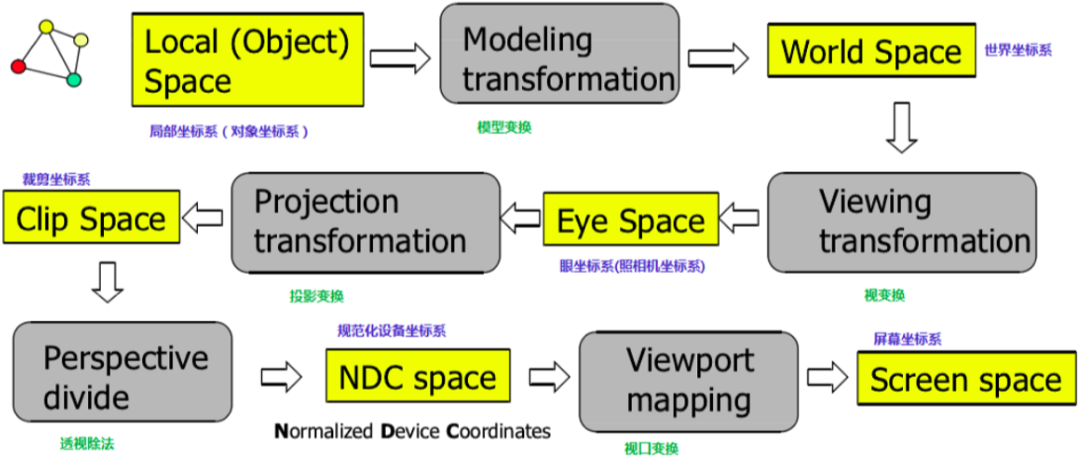 Local (Object)
Space
局部坐标系（对象坐标系）
Modeling
transformation
模型变换
World Space
世界坐标系
Viewing
transformation
视变换
Eye Space
眼坐标系(照相机坐标系)
Projection
transformation
投影变换
裁剪坐标系
Clip Space
Perspective
divide
透视除法
规范化设备坐标系
NDC space
Normalized Device Coordinates
Viewport
mapping
视口变换
屏幕坐标系
Screen space